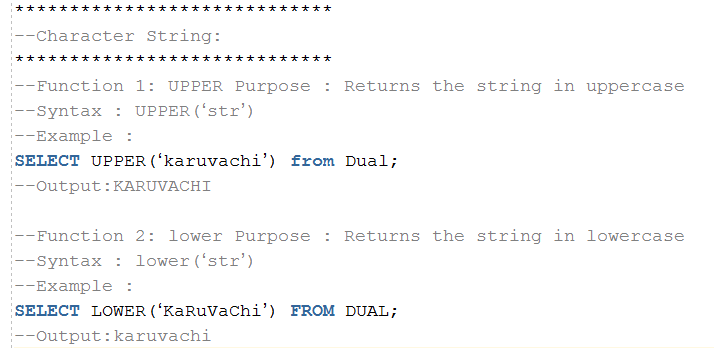 *****************************
--Character String:
*****************************
--Function 1: UPPER Purpose : Returns the string in uppercase
--Syntax : UPPER(‘str’)
--Example :
SELECT UPPER(‘karuvachi’) from Dual;
--Output:KARUVACHI
--Function 2: lower Purpose : Returns the string in lowercase
--Syntax : lower(‘str’)
--Example :
SELECT LOWER(‘KaRuVaChi’) FROM DUAL;
--Output:karuvachi